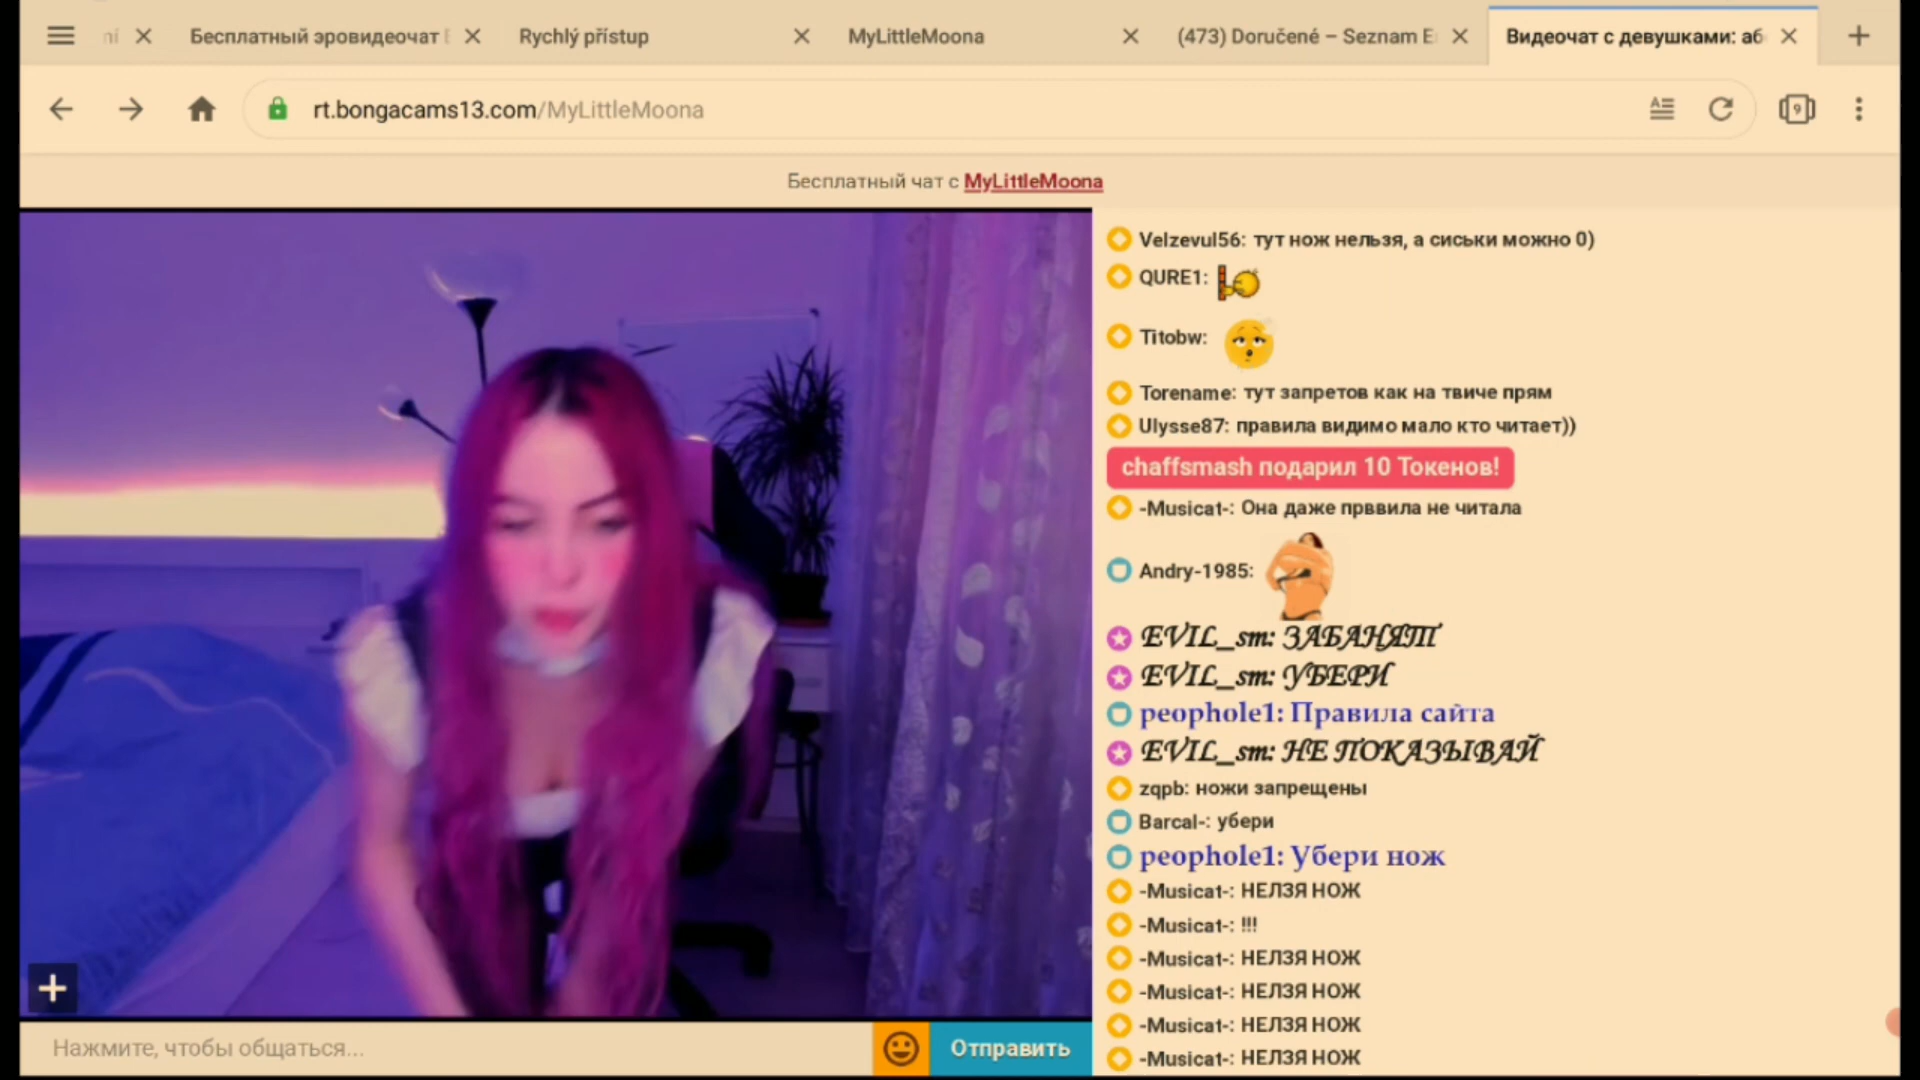 ní
Бесплатный эровидеочат
Rychlý přístup
MyLittleMoona
(473) Doručené – Seznam E
Видеочат с девушками: аб
rt.bongacams13.com/MyLittleMoona
9
Бесплатный чат с MyLittleMoona
Velzevul56: тут нож нельзя, а сиськи можно 0)
QURE1:
Titobw:
Torename: тут запретов как на твиче прям
Ulysse87: правила видимо мало кто читает))
chaffsmash подарил 10 Токенов!
-Musicat-: Она даже прввила не читала
Andry-1985:
EVIL_sm: ЗАБАНЯТ
EVIL_sm: УБЕРИ
peophole1: Правила сайта
EVIL_sm: НЕ ПОКАЗЫВАЙ
zqpb: ножи запрещены
Barcal-: убери
peophole1: Убери нож
-Musicat-: НЕЛЗЯ НОЖ
-Musicat-: !!!
-Musicat-: НЕЛЗЯ НОЖ
-Musicat-: НЕЛЗЯ НОЖ
-Musicat-: НЕЛЗЯ НОЖ
-Musicat-: НЕЛЗЯ НОЖ
Нажмите, чтобы общаться...
Отправить